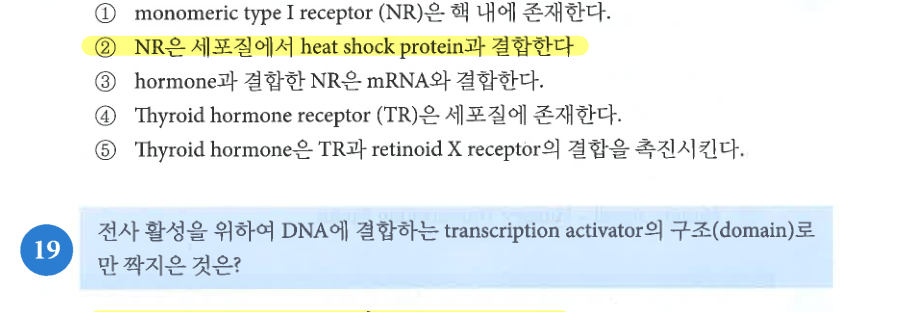 ① monomeric type I receptor (NR)은 핵 내에 존재한다.
② NR은 세포질에서 heat shock protein과 결합한다
③ hormone과 결합한 NR은 mRNA와 결합한다.
④ Thyroid hormone receptor (TR)은 세포질에 존재한다.
⑤ Thyroid hormone은 TR과 retinoid X receptor의 결합을 촉진시킨다.
19 전사 활성을 위하여 DNA에 결합하는 transcription activator의 구조(domain)로
만 짝지은 것은?